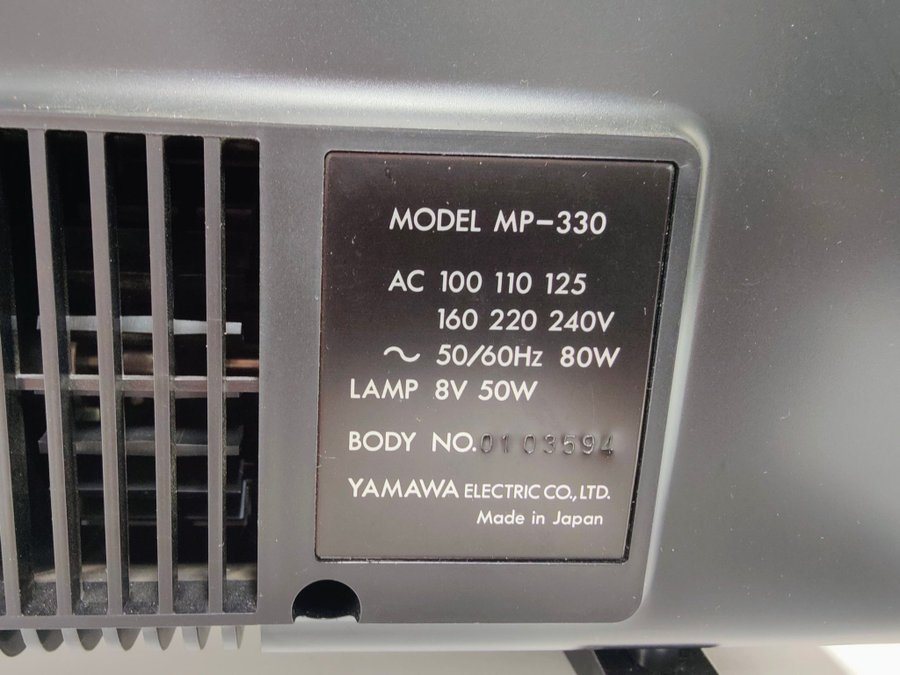 MODEL MP-330
AC 100 110 125
160 220 240V
~ 50/60Hz 80W
LAMP 8V 50W
BODY NO. 0103594
YAMAWA ELECTRIC CO., LTD.
Made in Japan